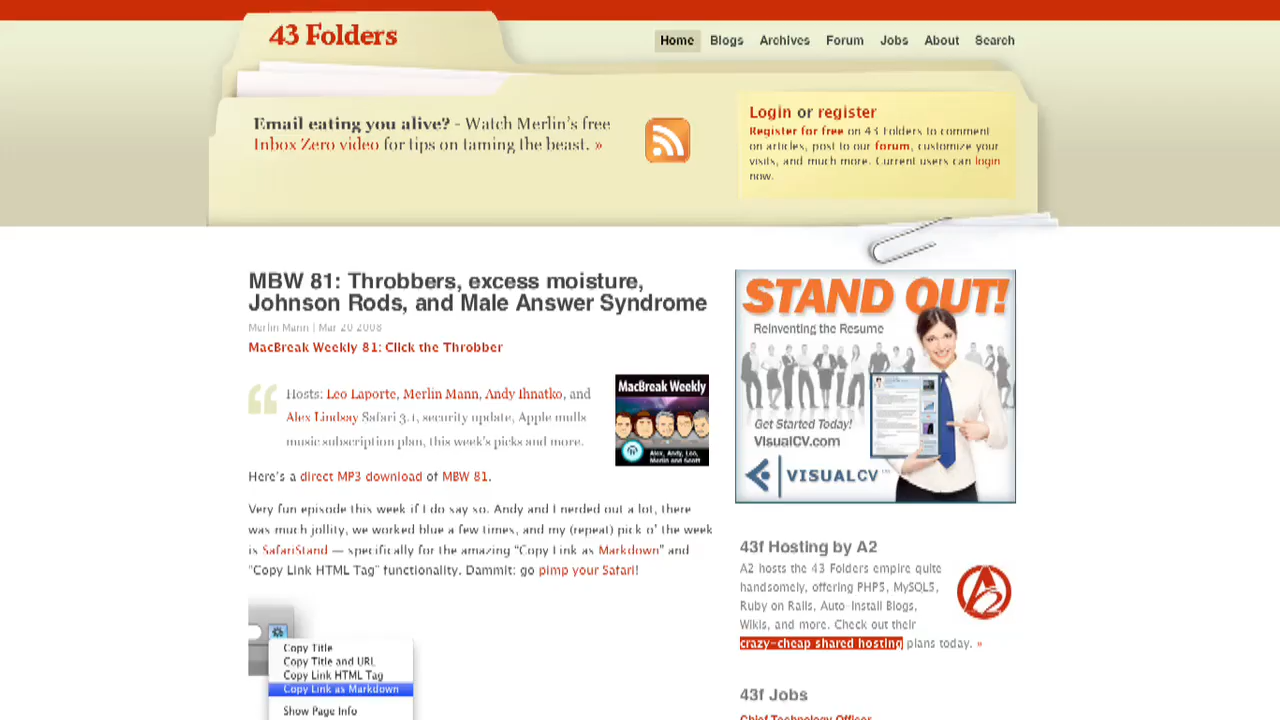 43 Folders
Home Blogs Archives Forum Jobs About Search
Email eating you alive? - Watch Merlin's free
Inbox Zero video for tips on taming the beast. »
Login or register
Register for free on 43 Folders to comment
on articles, post to our forum, customize your
visits, and much more. Current users can login
now.
MBW 81: Throbbers, excess moisture,
Johnson Rods, and Male Answer Syndrome
Merlin Mann | Mar 20 2008
MacBreak Weekly 81: Click the Throbber
Hosts: Leo Laporte, Merlin Mann, Andy Ihnatko, and
Alex Lindsay Safari 3.1, security update, Apple mulls
music subscription plan, this week's picks and more.
MacBreak Weekly
Alex, Andy, Leo,
Merlin and Scott
Here's a direct MP3 download of MBW 81.
Very fun episode this week if I do say so. Andy and I nerded out a lot, there
was much jollity, we worked blue a few times, and my (repeat) pick o' the week
is SafariStand — specifically for the amazing "Copy Link as Markdown" and
"Copy Link HTML Tag" functionality. Dammit: go pimp your Safari!
Copy Title
Copy Title and URL
Copy Link HTML Tag
Copy Link as Markdown
Show Page Info
STAND OUT!
Reinventing the Resume
Get Started Today!
VisualCV.com
VISUALCV
43f Hosting by A2
A2 hosts the 43 Folders empire quite
handsomely, offering PHP5, MySQL5,
Ruby on Rails, Auto-Install Blogs,
Wikis, and more. Check out their
crazy-cheap shared hosting plans today. »
43f Jobs
Chief Technology Officer